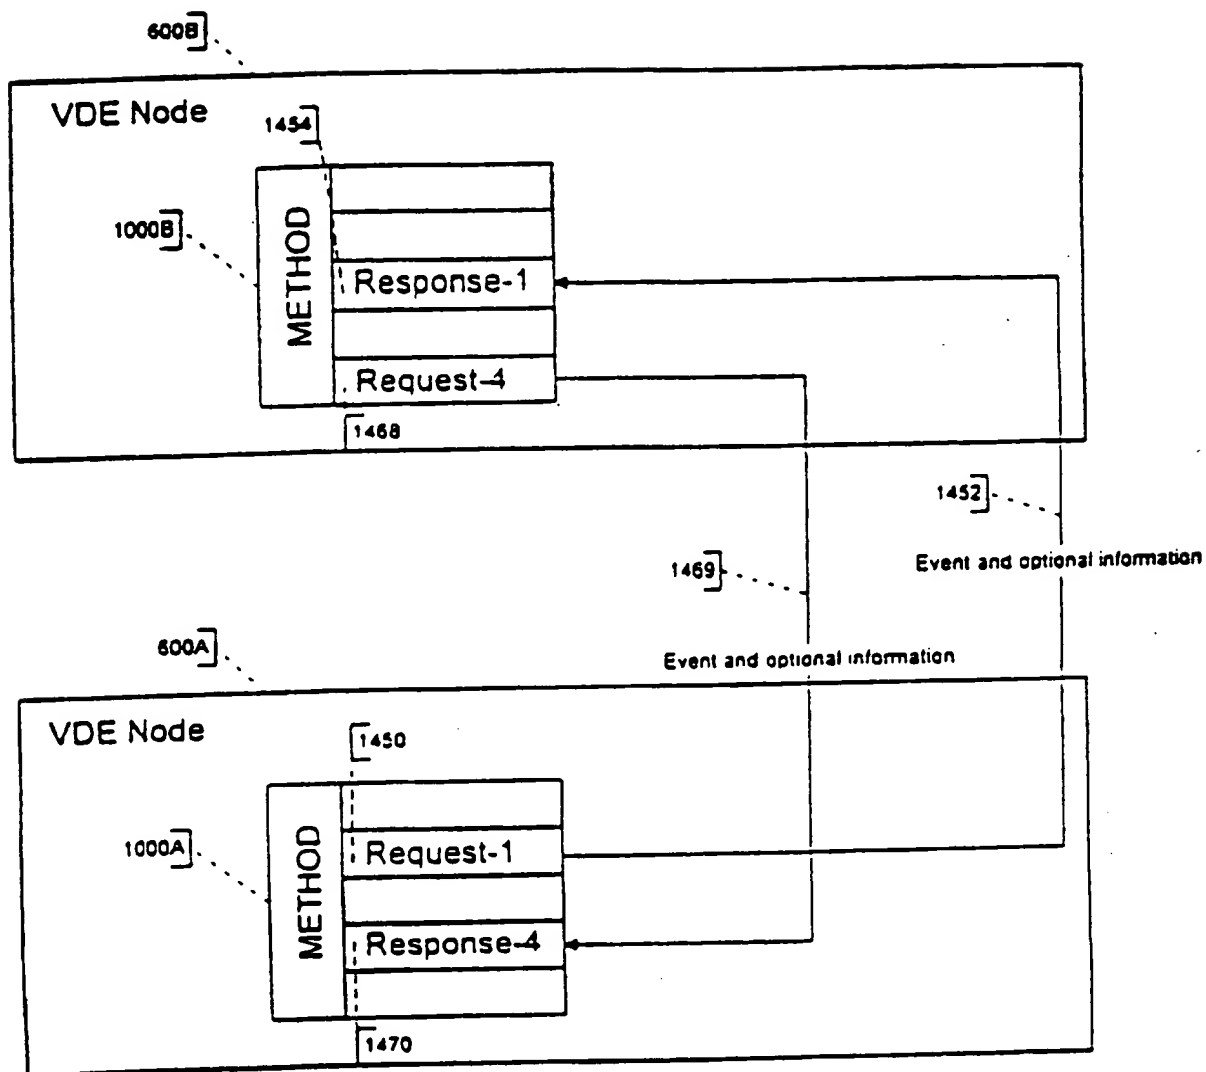 600B
VDE Node
1454
1000B
METHOD
Response-1
Request-4
1468
1452
Event and optional information
1469
600A
Event and optional information
VDE Node
1450
1000A
METHOD
Request-1
Response-4
1470